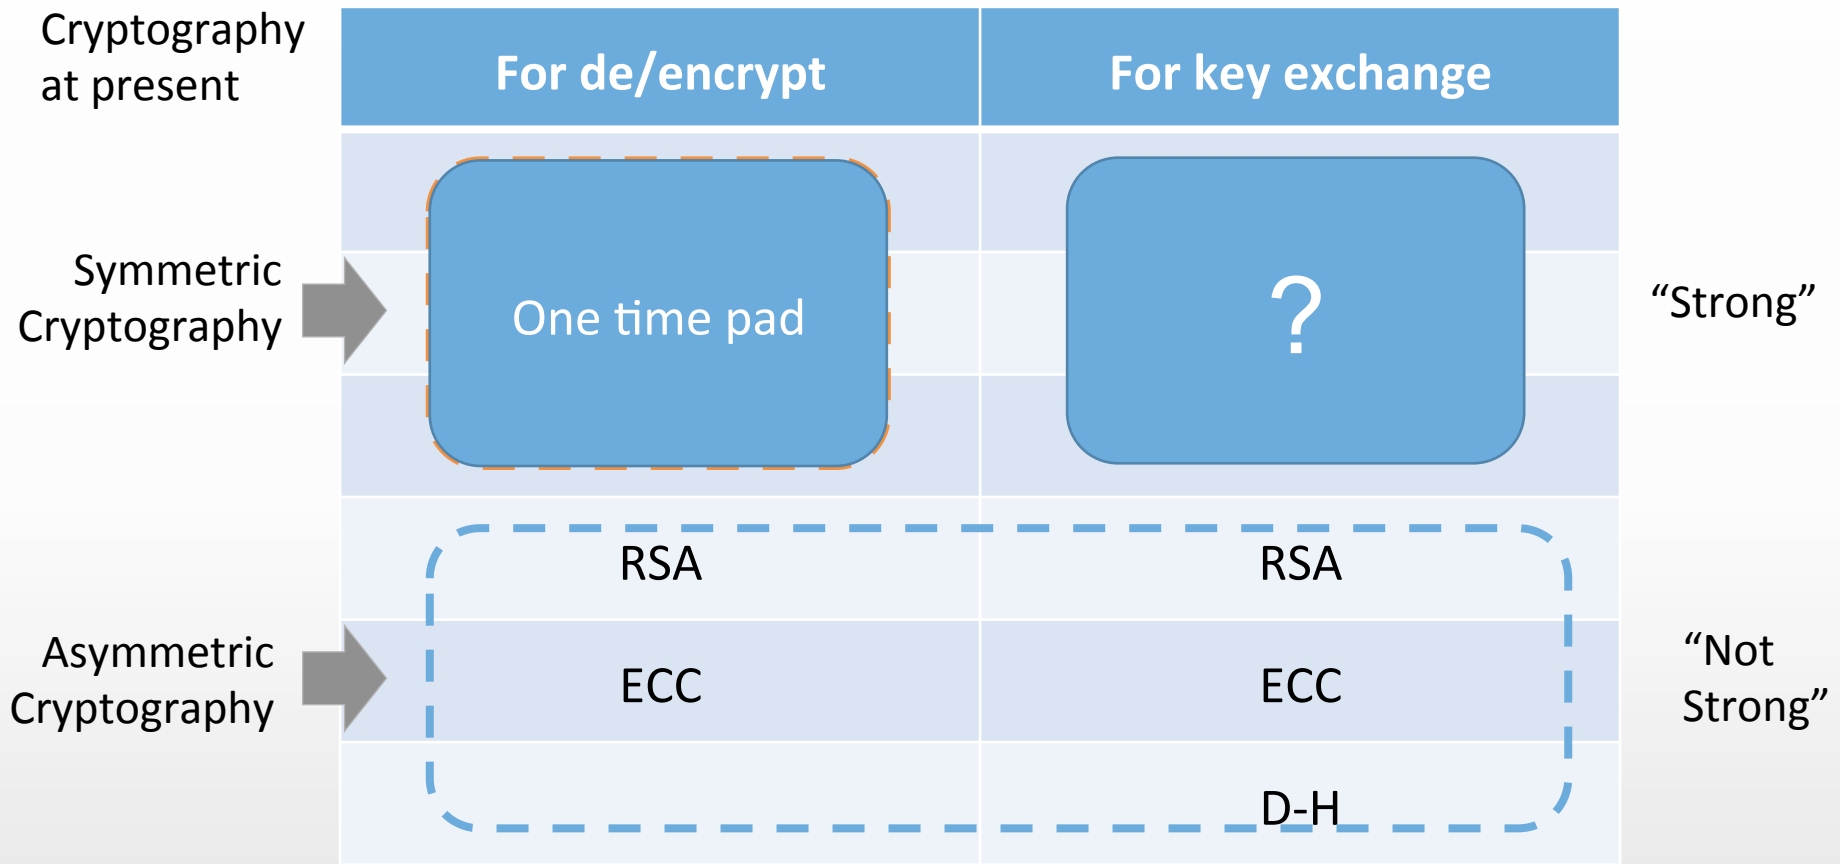 Cryptography
at present
For de/encrypt
For key exchange
Symmetric
Cryptography
One time pad
?
“Strong”
RSA
RSA
Asymmetric
Cryptography
ECC
ECC
“Not
Strong”
D-H